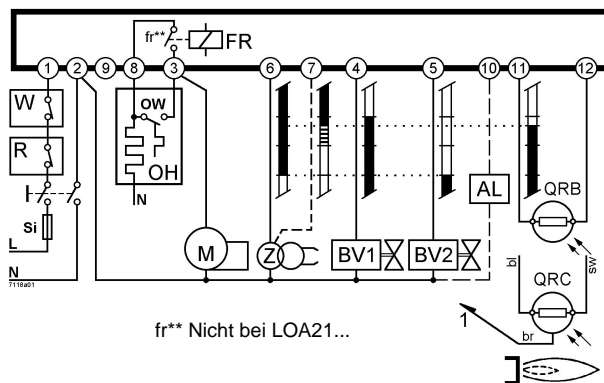 fr** FR
1 2 9 8 3 6 7 4 5 10 11 12
W
OW
R
OH
AL
QRB
N
Si
L
M Z BV1 BV2
bl sw
QRC
N
7118a01
1
br
fr** Nicht bei LOA21...